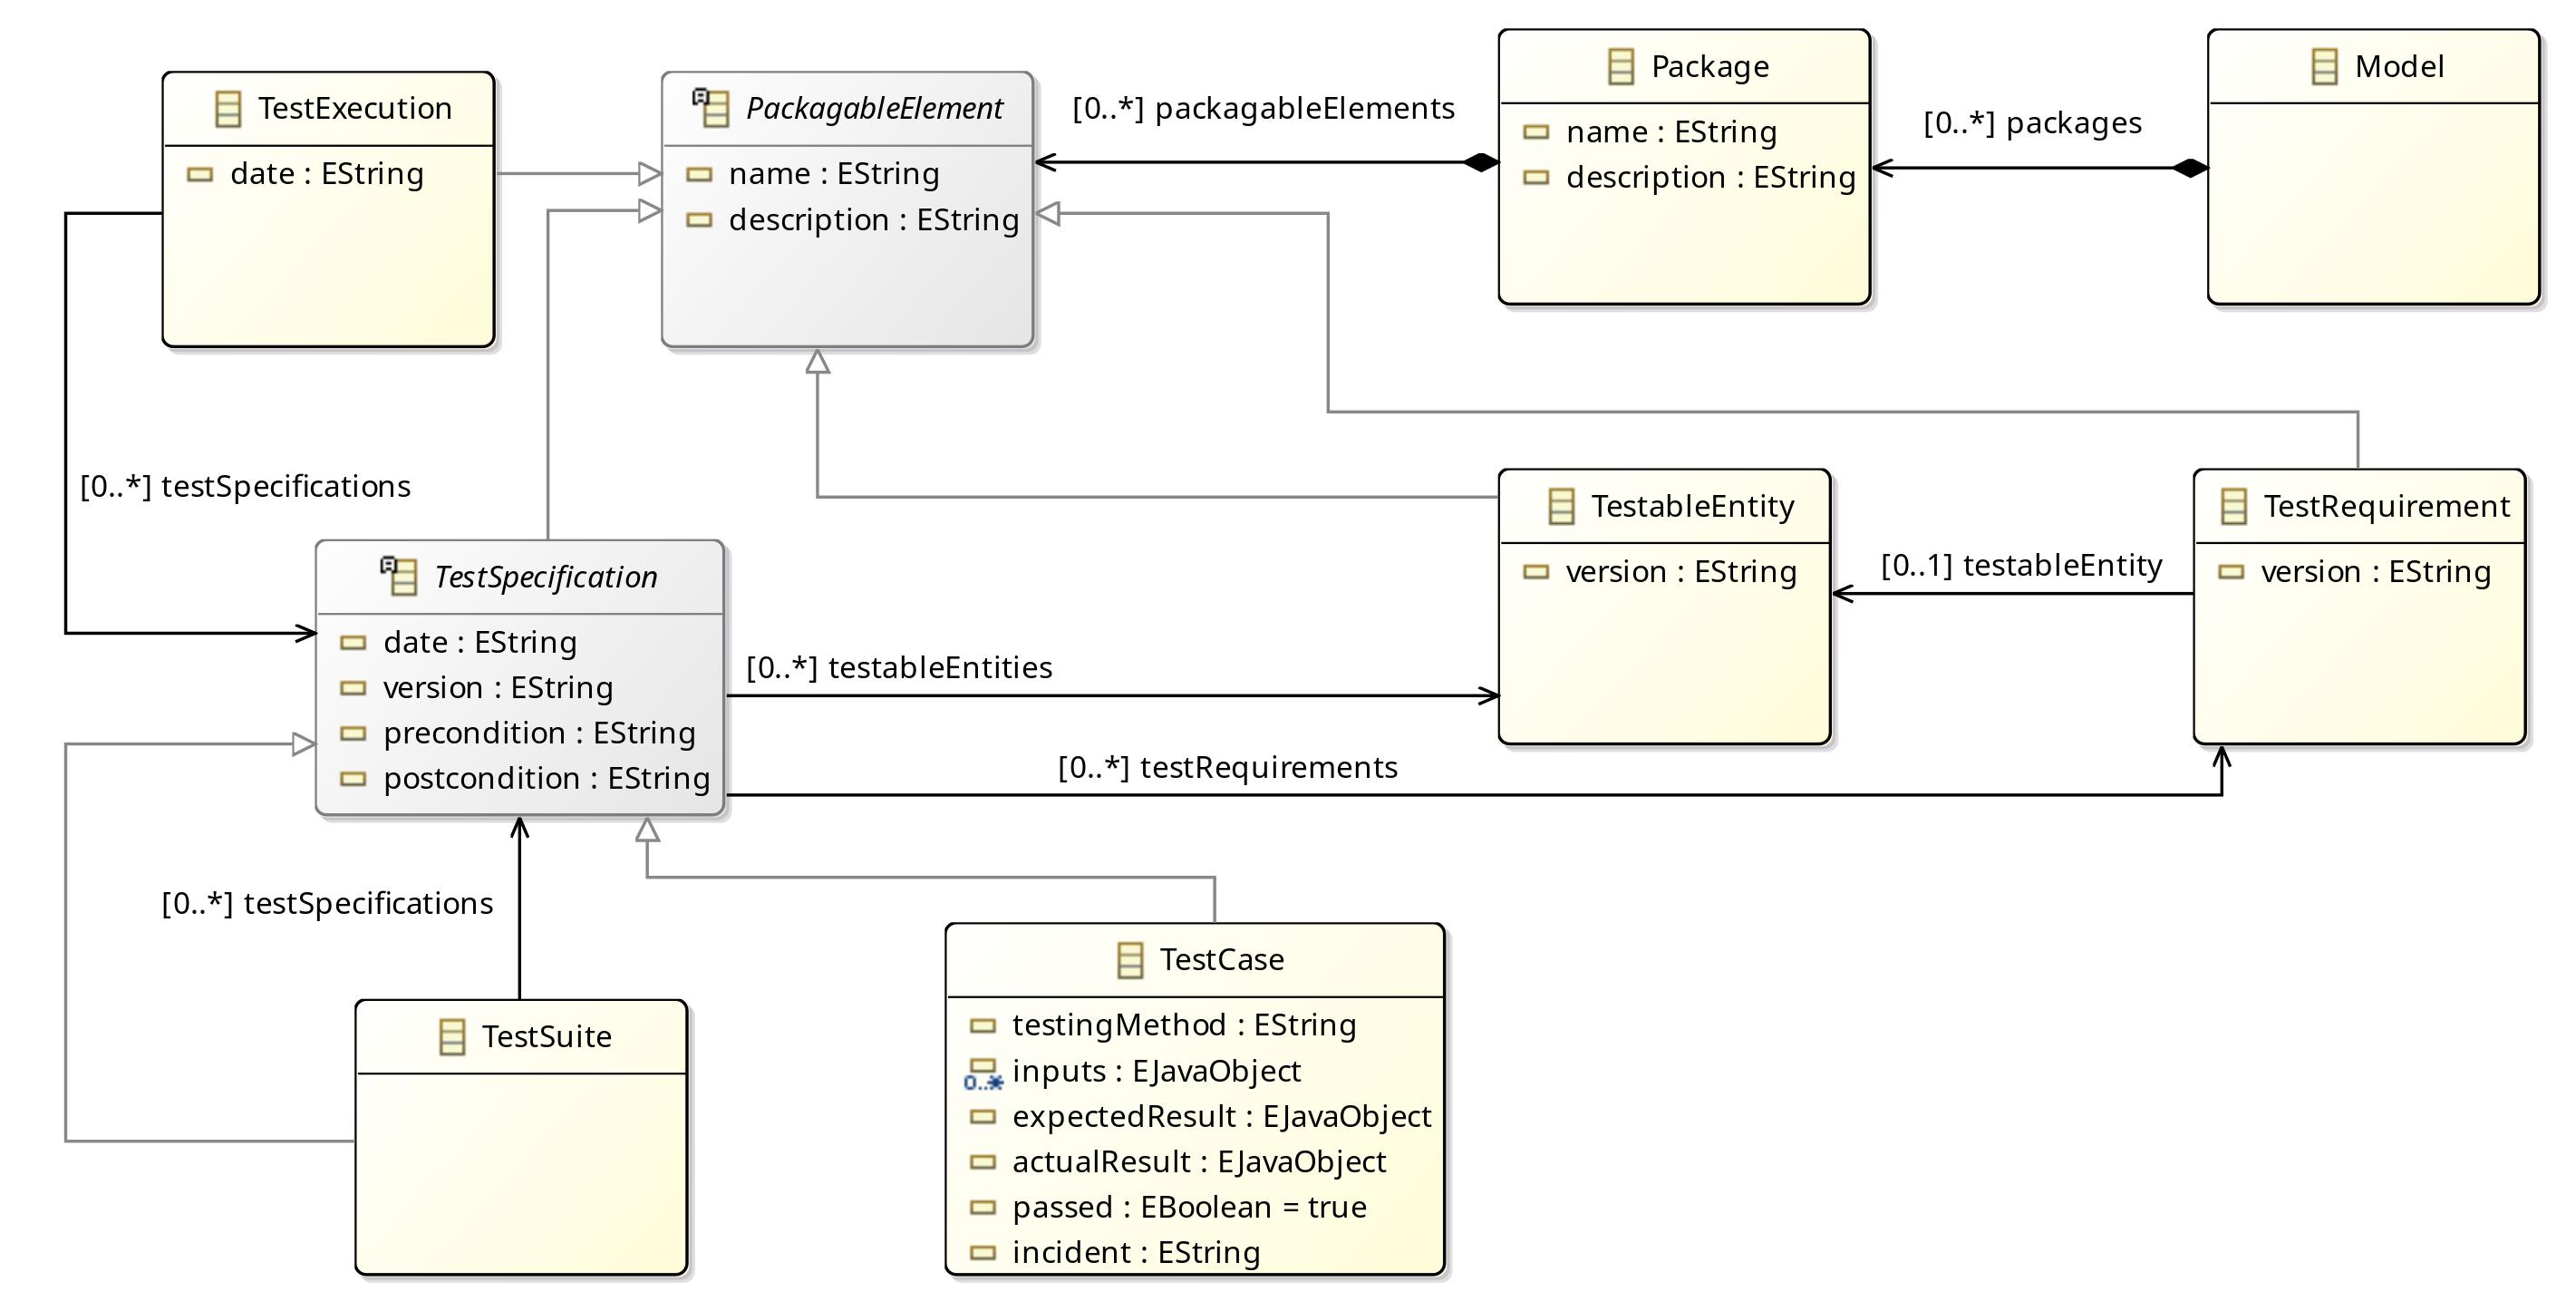 TestExecution
date : EString
PackagableElement
name : EString
description : EString
[0..*] packagableElements
Package
name : EString
description : EString
[0..*] packages
Model
[0..*] testSpecifications
TestSpecification
date : EString
version : EString
precondition : EString
postcondition : EString
[0..*] testableEntities
[0..*] testRequirements
TestableEntity
version : EString
[0..1] testableEntity
TestRequirement
version : EString
[0..*] testSpecifications
TestSuite
TestCase
testingMethod : EString
0..* inputs : EJavaObject
expectedResult : EJavaObject
actualResult : EJavaObject
passed : EBoolean = true
incident : EString